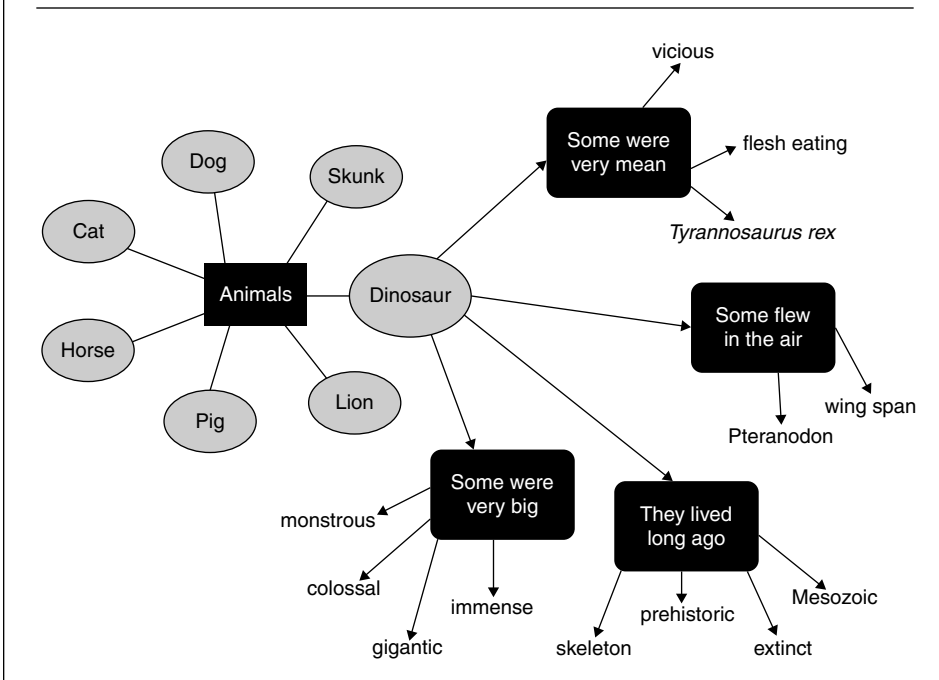 vicious
Some were
very mean
flesh eating
Tyrannosaurus rex
Dog
Skunk
Cat
Animals
Dinosaur
Horse
Pig
Lion
Some flew
in the air
wing span
Pteranodon
Some were
very big
monstrous
colossal
gigantic
immense
They lived
long ago
skeleton
prehistoric
extinct
Mesozoic